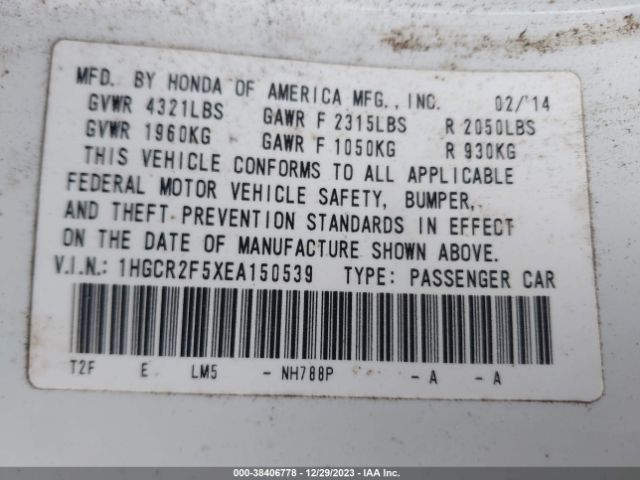 MFD. BY HONDA OF AMERICA MFG., INC. 02/'14
GVWR 4321LBS GAWR F 2315LBS R 2050LBS
GVWR 1960KG GAWR F 1050KG R 930KG
THIS VEHICLE CONFORMS TO ALL APPLICABLE
FEDERAL MOTOR VEHICLE SAFETY, BUMPER,
AND THEFT PREVENTION STANDARDS IN EFFECT
ON THE DATE OF MANUFACTURE SHOWN ABOVE.
V.I.N.: 1HGCR2F5XEA150539 TYPE: PASSENGER CAR
T2F E LM5 - NH788P - A - A
000-38406778 - 12/29/2023 - IAA Inc.